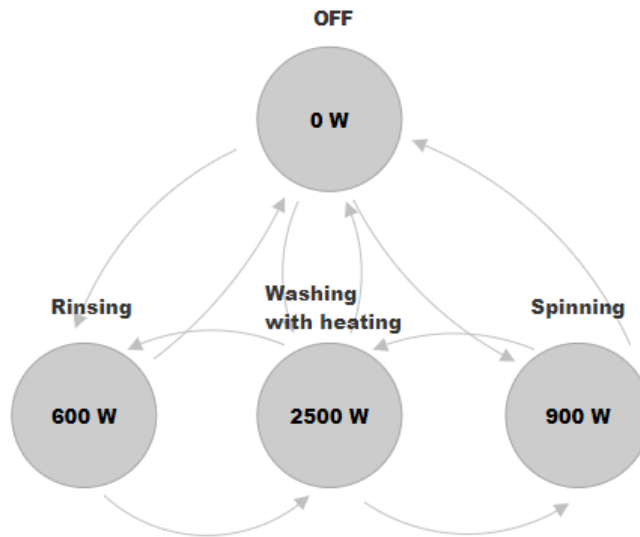 OFF
0 W
Rinsing
Washing
with heating
Spinning
600 W
2500 W
900 W